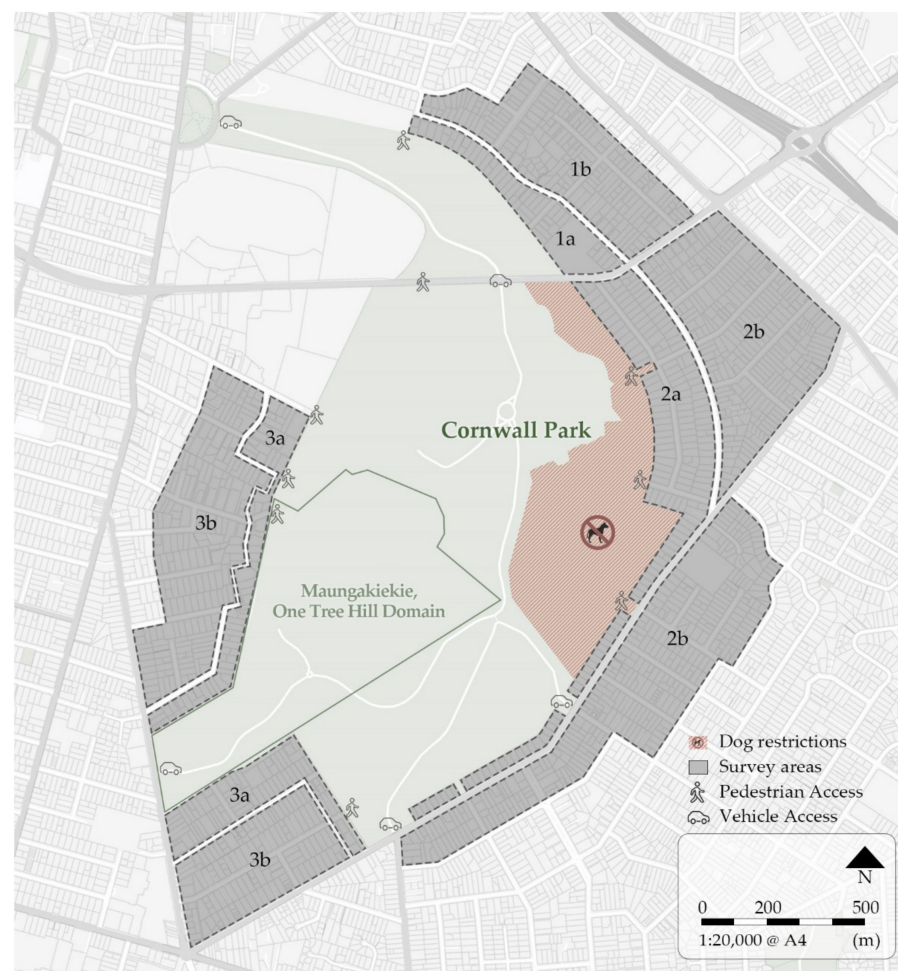 1b
1a
2b
2a
Cornwall Park
3a
3b
Maungakiekie,
One Tree Hill Domain
2b
Dog restrictions
Survey areas
Pedestrian Access
Vehicle Access
3a
3b
N
0 200 500
1:20,000 @ A4 (m)